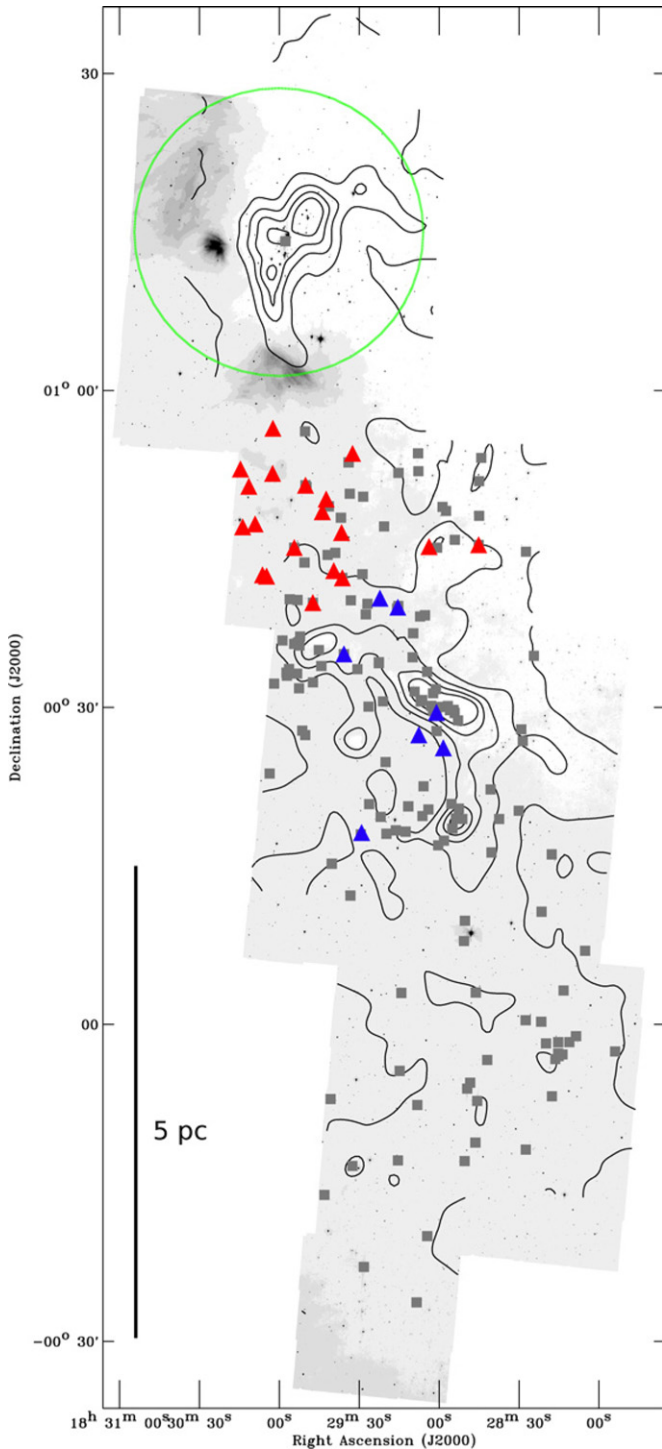 30
01° 00'
00° 30'
00'
-00° 30'
Declination (J2000)
5 pc
18h 31m 00s 30m 30s 00s 29m 30s 00s 28m 30s 00s
Right Ascension (J2000)